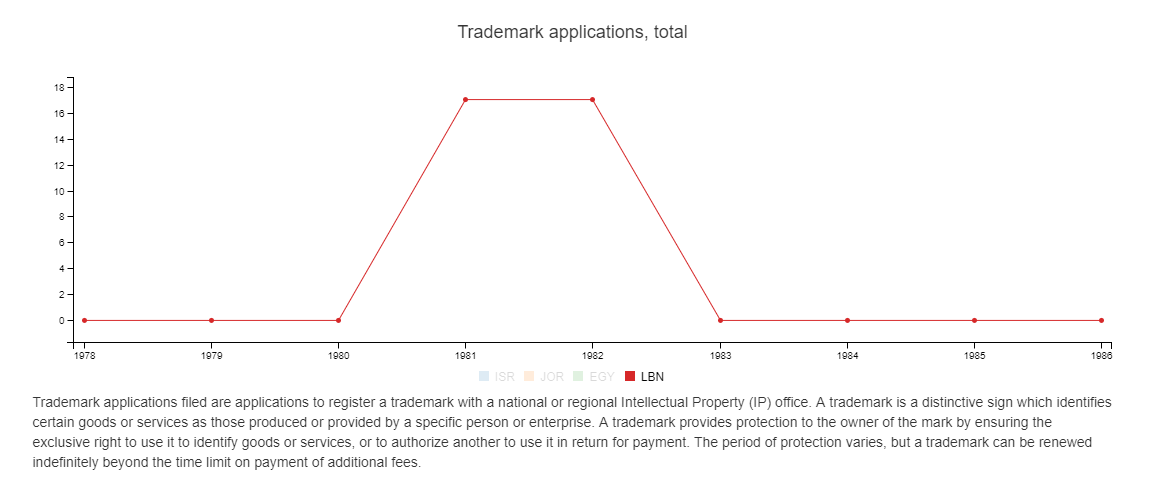 Trademark applications, total
18
16
14
12
10
8
6
4
2
0
1978 1979 1980 1981 1982 1983 1984 1985 1986
ISR JOR EGY LBN
Trademark applications filed are applications to register a trademark with a national or regional Intellectual Property (IP) office. A trademark is a distinctive sign which identifies
certain goods or services as those produced or provided by a specific person or enterprise. A trademark provides protection to the owner of the mark by ensuring the
exclusive right to use it to identify goods or services, or to authorize another to use it in return for payment. The period of protection varies, but a trademark can be renewed
indefinitely beyond the time limit on payment of additional fees.